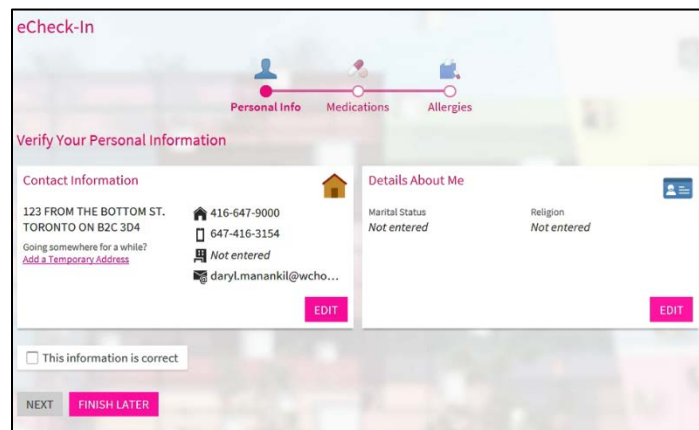 eCheck-In
Personal Info
Medications
Allergies
Verify Your Personal Information
Contact Information
123 FROM THE BOTTOM ST.
TORONTO ON B2C 3D4
Going somewhere for a while?
Add a Temporary Address
416-647-9000
647-416-3154
Not entered
daryl.manankil@wcho...
EDIT
Details About Me
Marital Status
Not entered
Religion
Not entered
EDIT
This information is correct
NEXT
FINISH LATER